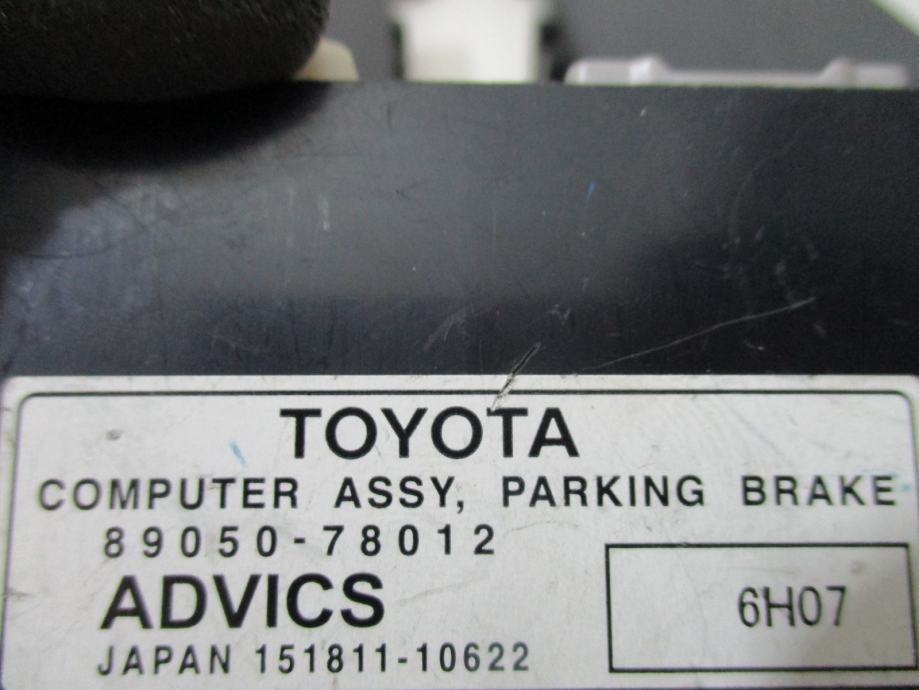 TOYOTA
COMPUTER ASSY, PARKING BRAKE
89050-78012
ADVICS
6H07
JAPAN 151811-10622